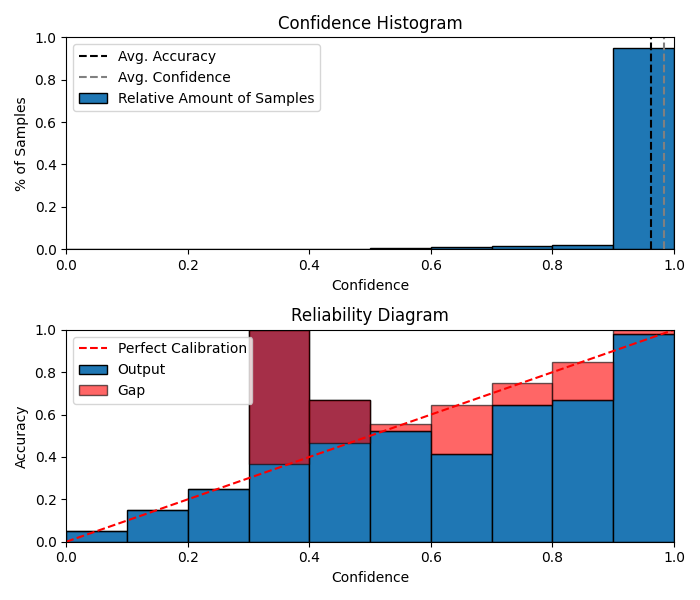 Confidence Histogram
1.0
0.8
0.6
0.4
0.2
0.0
% of Samples
Avg. Accuracy
Avg. Confidence
Relative Amount of Samples
0.0 0.2 0.4 0.6 0.8 1.0
Confidence
Reliability Diagram
1.0
0.8
0.6
0.4
0.2
0.0
Accuracy
Perfect Calibration
Output
Gap
0.0 0.2 0.4 0.6 0.8 1.0
Confidence